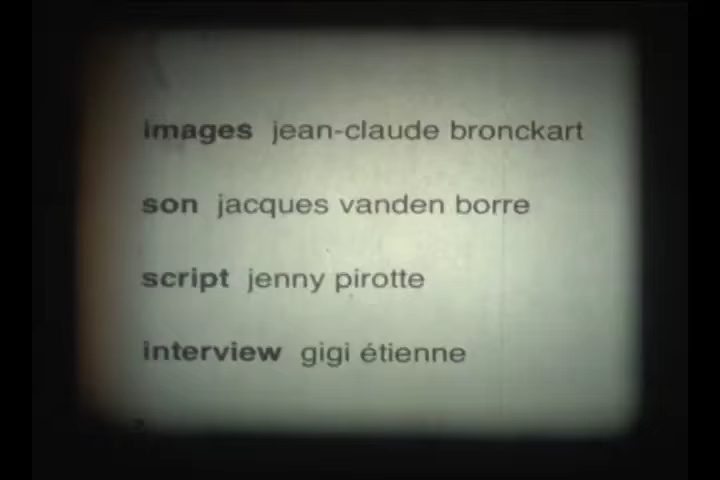 images jean-claude bronckart
son jacques vanden borre
script jenny pirotte
interview gigi étienne